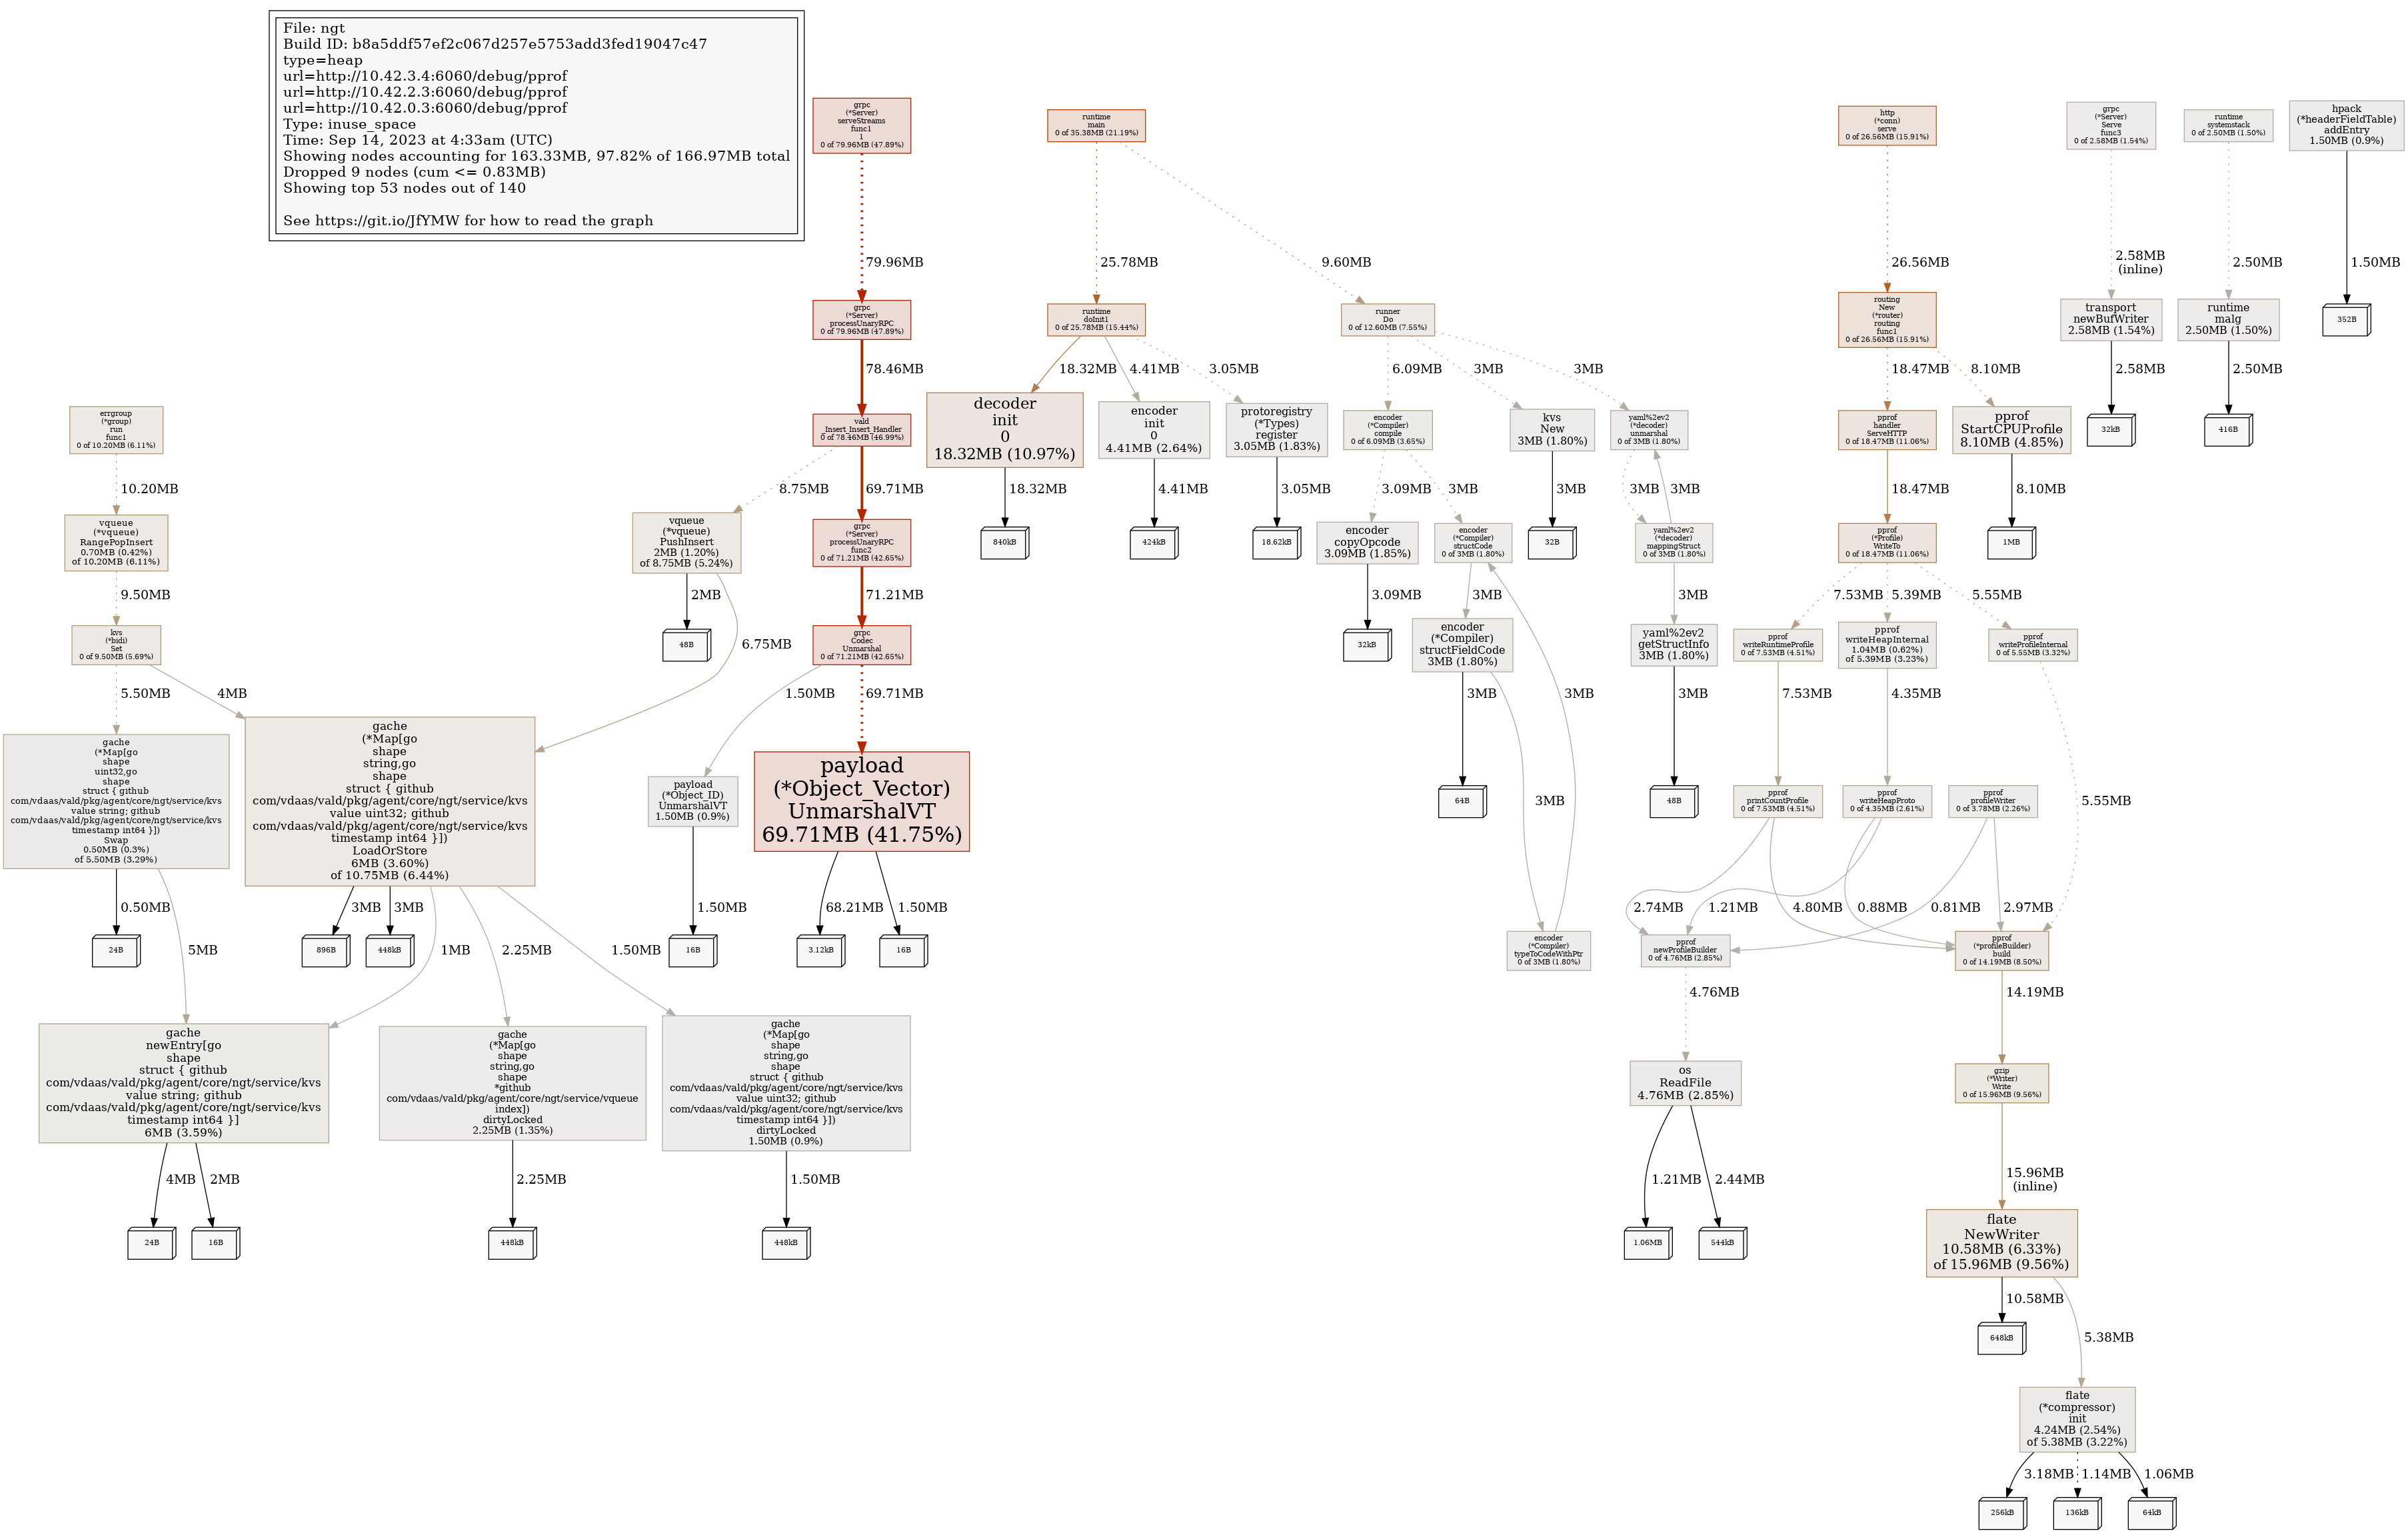 File: ngt
Build ID: b8a5ddf57ef2c067d257e5753add3fed19047c47
type=heap
url=http://10.42.3.4:6060/debug/pprof
url=http://10.42.2.3:6060/debug/pprof
url=http://10.42.0.3:6060/debug/pprof
Type: inuse_space
Time: Sep 14, 2023 at 4:33am (UTC)
Showing nodes accounting for 163.33MB, 97.82% of 166.97MB total
Dropped 9 nodes (cum <= 0.83MB)
Showing top 53 nodes out of 140
See https://git.io/JfYMW for how to read the graph
grpc
(*Server)
serveStreams
func1
1
0 of 79.96MB (47.89%)
79.96MB
grpc
(*Server)
processUnaryRPC
0 of 79.96MB (47.89%)
78.46MB
vald
_Insert_Insert_Handler
0 of 78.46MB (46.99%)
8.75MB
69.71MB
grpc
(*Server)
processUnaryRPC
func2
0 of 71.21MB (42.65%)
71.21MB
grpc
Codec
Unmarshal
0 of 71.21MB (42.65%)
1.50MB
69.71MB
payload
(*Object_ID)
UnmarshalVT
1.50MB (0.9%)
1.50MB
16B
payload
(*Object_Vector)
UnmarshalVT
69.71MB (41.75%)
68.21MB
3.12kB
1.50MB
16B
errgroup
(*group)
run
func1
0 of 10.20MB (6.11%)
10.20MB
vqueue
(*vqueue)
RangePopInsert
0.70MB (0.42%)
of 10.20MB (6.11%)
9.50MB
kvs
(*bidi)
Set
0 of 9.50MB (5.69%)
5.50MB
4MB
vqueue
(*vqueue)
PushInsert
2MB (1.20%)
of 8.75MB (5.24%)
2MB
48B
6.75MB
gache
(*Map[go
shape
uint32,go
shape
struct { github
com/vdaas/vald/pkg/agent/core/ngt/service/kvs
value string; github
com/vdaas/vald/pkg/agent/core/ngt/service/kvs
timestamp int64 }])
Swap
0.50MB (0.3%)
of 5.50MB (3.29%)
0.50MB
24B
5MB
gache
(*Map[go
shape
string,go
shape
struct { github
com/vdaas/vald/pkg/agent/core/ngt/service/kvs
value uint32; github
com/vdaas/vald/pkg/agent/core/ngt/service/kvs
timestamp int64 }])
LoadOrStore
6MB (3.60%)
of 10.75MB (6.44%)
3MB
896B
3MB
448kB
1MB
2.25MB
1.50MB
gache
newEntry[go
shape
struct { github
com/vdaas/vald/pkg/agent/core/ngt/service/kvs
value string; github
com/vdaas/vald/pkg/agent/core/ngt/service/kvs
timestamp int64 }]
6MB (3.59%)
4MB
24B
2MB
16B
gache
(*Map[go
shape
string,go
shape
*github
com/vdaas/vald/pkg/agent/core/ngt/service/vqueue
index])
dirtyLocked
2.25MB (1.35%)
2.25MB
448kB
gache
(*Map[go
shape
string,go
shape
struct { github
com/vdaas/vald/pkg/agent/core/ngt/service/kvs
value uint32; github
com/vdaas/vald/pkg/agent/core/ngt/service/kvs
timestamp int64 }])
dirtyLocked
1.50MB (0.9%)
1.50MB
448kB
runtime
main
0 of 35.38MB (21.19%)
25.78MB
9.60MB
runtime
doInit1
0 of 25.78MB (15.44%)
18.32MB
4.41MB
3.05MB
decoder
init
0
18.32MB (10.97%)
18.32MB
840kB
encoder
init
0
4.41MB (2.64%)
4.41MB
424kB
protoregistry
(*Types)
register
3.05MB (1.83%)
3.05MB
18.62kB
runner
Do
0 of 12.60MB (7.55%)
6.09MB
3MB
3MB
encoder
(*Compiler)
compile
0 of 6.09MB (3.65%)
3.09MB
3MB
encoder
copyOpcode
3.09MB (1.85%)
3.09MB
32kB
encoder
(*Compiler)
structCode
0 of 3MB (1.80%)
3MB
encoder
(*Compiler)
structFieldCode
3MB (1.80%)
3MB
64B
3MB
3MB
encoder
(*Compiler)
typeToCodeWithPtr
0 of 3MB (1.80%)
kvs
New
3MB (1.80%)
3MB
32B
yaml%2ev2
(*decoder)
unmarshal
0 of 3MB (1.80%)
3MB
3MB
yaml%2ev2
(*decoder)
mappingStruct
0 of 3MB (1.80%)
3MB
yaml%2ev2
getStructInfo
3MB (1.80%)
3MB
48B
http
(*conn)
serve
0 of 26.56MB (15.91%)
26.56MB
routing
New
(*router)
routing
func1
0 of 26.56MB (15.91%)
18.47MB
8.10MB
pprof
handler
ServeHTTP
0 of 18.47MB (11.06%)
18.47MB
pprof
StartCPUProfile
8.10MB (4.85%)
8.10MB
1MB
pprof
(*Profile)
WriteTo
0 of 18.47MB (11.06%)
7.53MB
5.39MB
5.55MB
pprof
writeRuntimeProfile
0 of 7.53MB (4.51%)
7.53MB
pprof
writeHeapInternal
1.04MB (0.62%)
of 5.39MB (3.23%)
4.35MB
pprof
writeProfileInternal
0 of 5.55MB (3.32%)
5.55MB
pprof
printCountProfile
0 of 7.53MB (4.51%)
2.74MB
4.80MB
pprof
writeHeapProto
0 of 4.35MB (2.61%)
1.21MB
0.88MB
pprof
profileWriter
0 of 3.78MB (2.26%)
0.81MB
2.97MB
pprof
newProfileBuilder
0 of 4.76MB (2.85%)
4.76MB
pprof
(*profileBuilder)
build
0 of 14.19MB (8.50%)
14.19MB
os
ReadFile
4.76MB (2.85%)
1.21MB
1.06MB
2.44MB
544kB
gzip
(*Writer)
Write
0 of 15.96MB (9.56%)
15.96MB
(inline)
flate
NewWriter
10.58MB (6.33%)
of 15.96MB (9.56%)
10.58MB
648kB
5.38MB
flate
(*compressor)
init
4.24MB (2.54%)
of 5.38MB (3.22%)
3.18MB
256kB
1.14MB
136kB
1.06MB
64kB
grpc
(*Server)
Serve
func3
0 of 2.58MB (1.54%)
2.58MB
(inline)
transport
newBufWriter
2.58MB (1.54%)
2.58MB
32kB
runtime
systemstack
0 of 2.50MB (1.50%)
2.50MB
runtime
malg
2.50MB (1.50%)
2.50MB
416B
hpack
(*headerFieldTable)
addEntry
1.50MB (0.9%)
1.50MB
352B